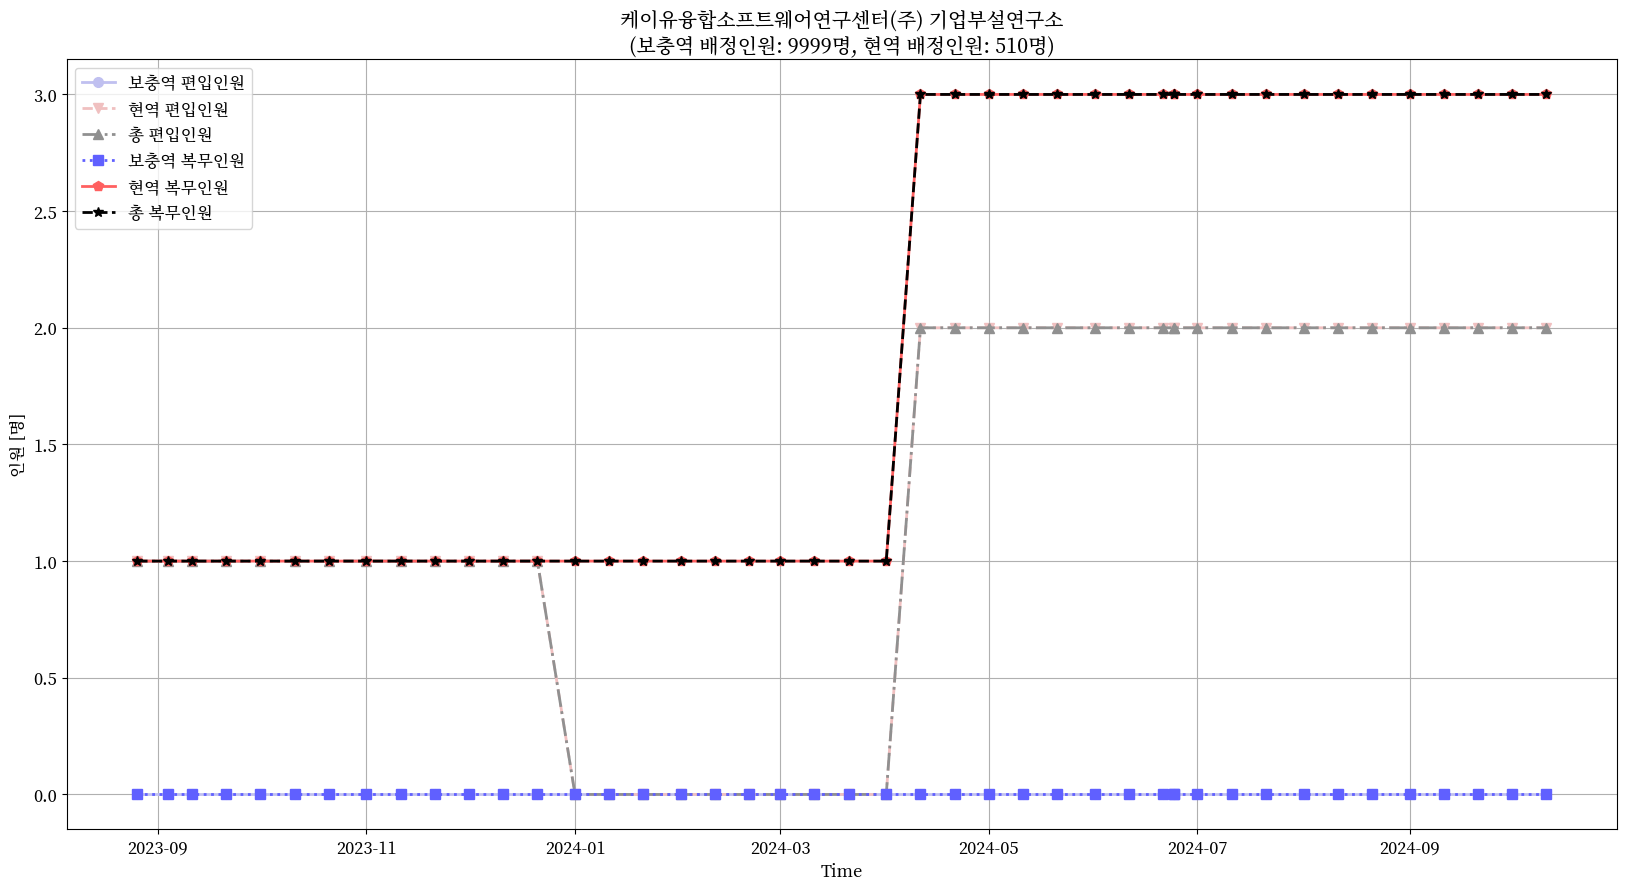 케이유융합소프트웨어연구센터(주) 기업부설연구소
(보충역 배정인원: 9999명, 현역 배정인원: 510명)
보충역 편입인원
현역 편입인원
총 편입인원
보충역 복무인원
현역 복무인원
총 복무인원
3.0
2.5
2.0
1.5
1.0
0.5
0.0
인원 [명]
2023-09
2023-11
2024-01
2024-03
2024-05
2024-07
2024-09
Time